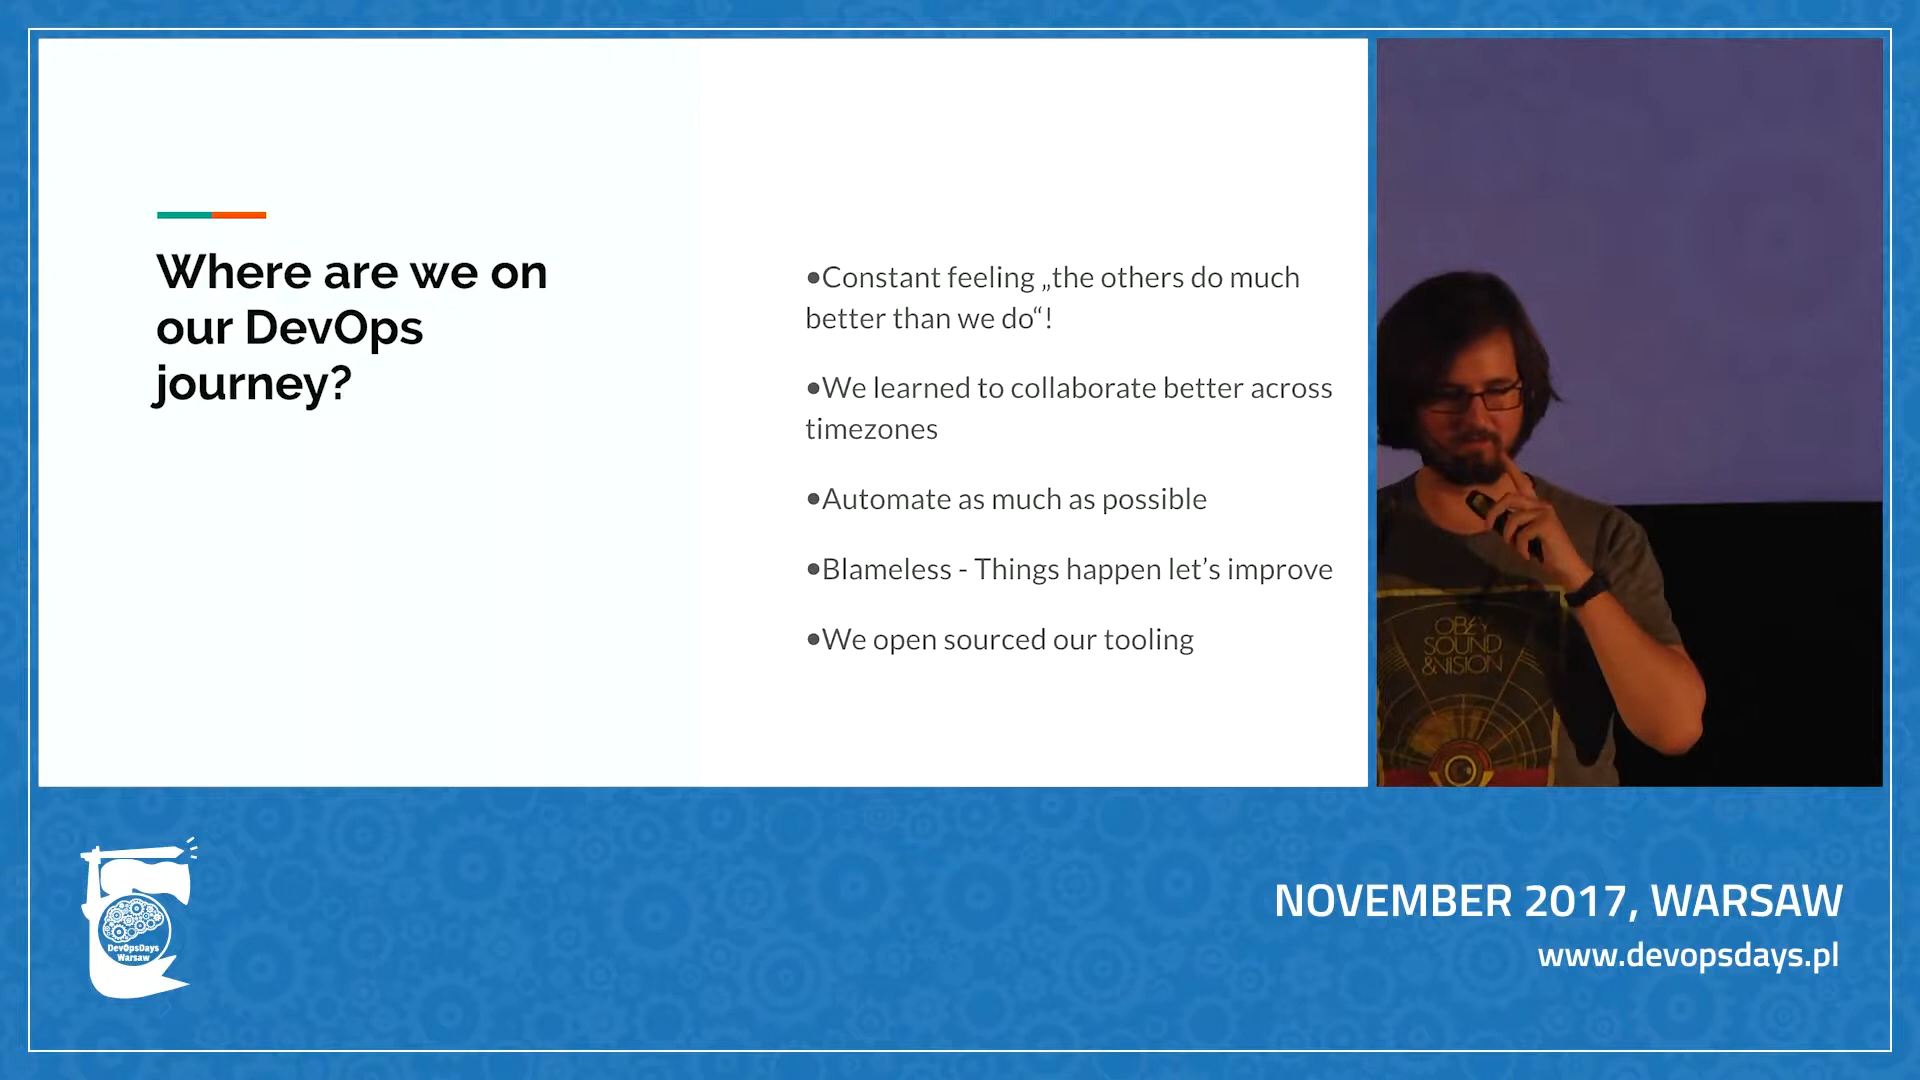 Where are we on
our DevOps
journey?
●Constant feeling „the others do much
better than we do“!
●We learned to collaborate better across
timezones
●Automate as much as possible
●Blameless - Things happen let’s improve
●We open sourced our tooling
OBEY
SOUND
&VISION
DevOpsDays
Warsaw
NOVEMBER 2017, WARSAW
www.devopsdays.pl